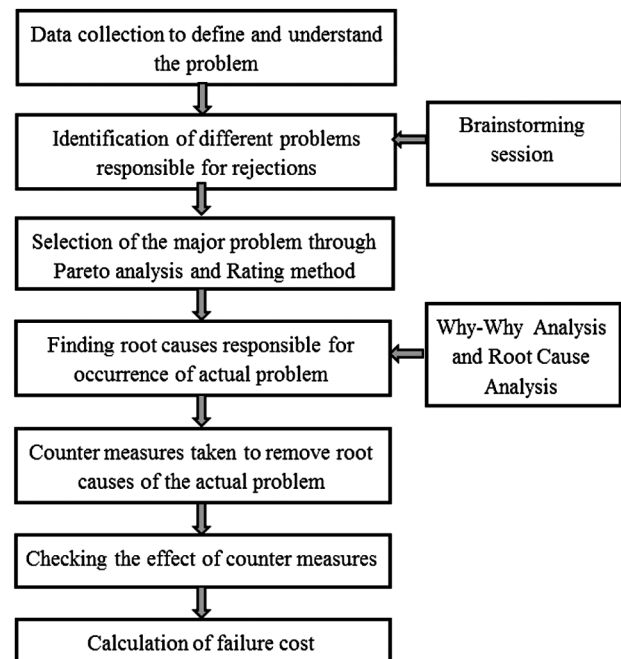 Data collection to define and understand
the problem
Identification of different problems
responsible for rejections
Brainstorming
session
Selection of the major problem through
Pareto analysis and Rating method
Finding root causes responsible for
occurrence of actual problem
Why-Why Analysis
and Root Cause
Analysis
Counter measures taken to remove root
causes of the actual problem
Checking the effect of counter measures
Calculation of failure cost